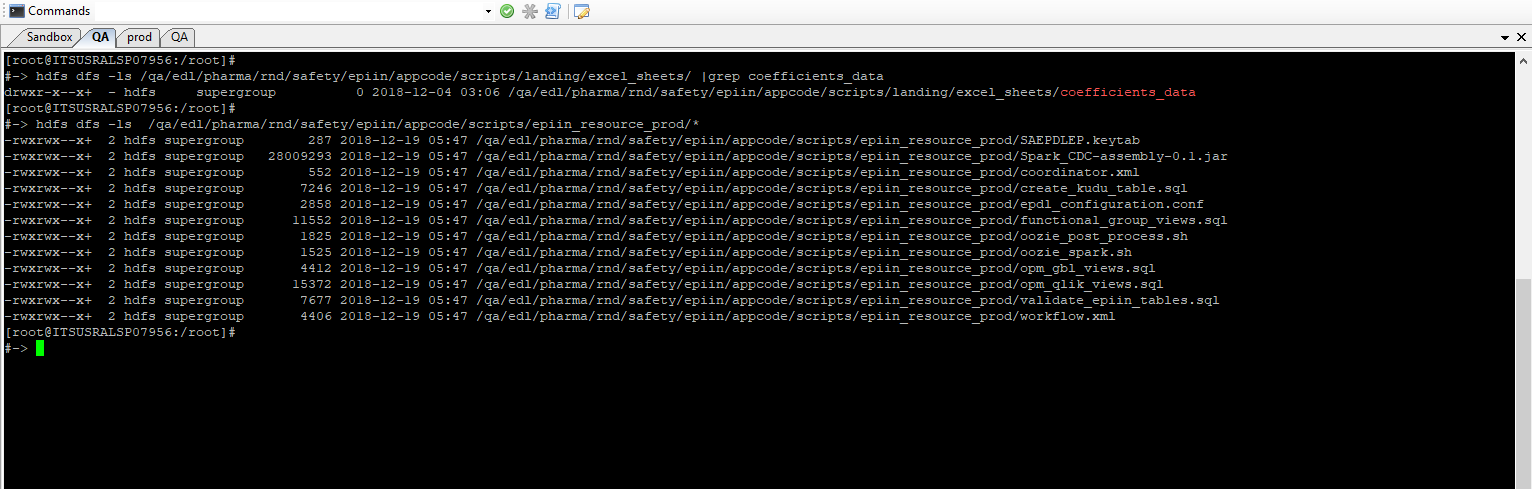 Commands
Sandbox QA prod QA
[root@ITSUSRALSP07956:/root]#
#-> hdfs dfs -ls /qa/edl/pharma/rnd/safety/epiin/appcode/scripts/landing/excel_sheets/ |grep coefficients_data
drwxr-x--x+  - hdfs     supergroup          0 2018-12-04 03:06 /qa/edl/pharma/rnd/safety/epiin/appcode/scripts/landing/excel_sheets/coefficients_data
[root@ITSUSRALSP07956:/root]#
#-> hdfs dfs -ls  /qa/edl/pharma/rnd/safety/epiin/appcode/scripts/epiin_resource_prod/*
-rwxrwx--x+  2 hdfs supergroup        287 2018-12-19 05:47 /qa/edl/pharma/rnd/safety/epiin/appcode/scripts/epiin_resource_prod/SAEPDLEP.keytab
-rwxrwx--x+  2 hdfs supergroup   28009293 2018-12-19 05:47 /qa/edl/pharma/rnd/safety/epiin/appcode/scripts/epiin_resource_prod/Spark_CDC-assembly-0.1.jar
-rwxrwx--x+  2 hdfs supergroup        552 2018-12-19 05:47 /qa/edl/pharma/rnd/safety/epiin/appcode/scripts/epiin_resource_prod/coordinator.xml
-rwxrwx--x+  2 hdfs supergroup       7246 2018-12-19 05:47 /qa/edl/pharma/rnd/safety/epiin/appcode/scripts/epiin_resource_prod/create_kudu_table.sql
-rwxrwx--x+  2 hdfs supergroup       2858 2018-12-19 05:47 /qa/edl/pharma/rnd/safety/epiin/appcode/scripts/epiin_resource_prod/epdl_configuration.conf
-rwxrwx--x+  2 hdfs supergroup      11552 2018-12-19 05:47 /qa/edl/pharma/rnd/safety/epiin/appcode/scripts/epiin_resource_prod/functional_group_views.sql
-rwxrwx--x+  2 hdfs supergroup       1825 2018-12-19 05:47 /qa/edl/pharma/rnd/safety/epiin/appcode/scripts/epiin_resource_prod/oozie_post_process.sh
-rwxrwx--x+  2 hdfs supergroup       1525 2018-12-19 05:47 /qa/edl/pharma/rnd/safety/epiin/appcode/scripts/epiin_resource_prod/oozie_spark.sh
-rwxrwx--x+  2 hdfs supergroup       4412 2018-12-19 05:47 /qa/edl/pharma/rnd/safety/epiin/appcode/scripts/epiin_resource_prod/opm_gbl_views.sql
-rwxrwx--x+  2 hdfs supergroup      15372 2018-12-19 05:47 /qa/edl/pharma/rnd/safety/epiin/appcode/scripts/epiin_resource_prod/opm_qlik_views.sql
-rwxrwx--x+  2 hdfs supergroup       7677 2018-12-19 05:47 /qa/edl/pharma/rnd/safety/epiin/appcode/scripts/epiin_resource_prod/validate_epiin_tables.sql
-rwxrwx--x+  2 hdfs supergroup       4406 2018-12-19 05:47 /qa/edl/pharma/rnd/safety/epiin/appcode/scripts/epiin_resource_prod/workflow.xml
[root@ITSUSRALSP07956:/root]#
#->